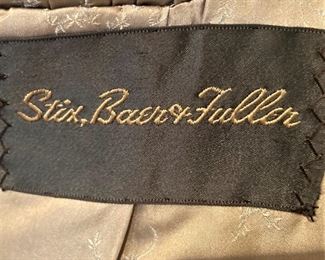 Stix, Baer & Fuller